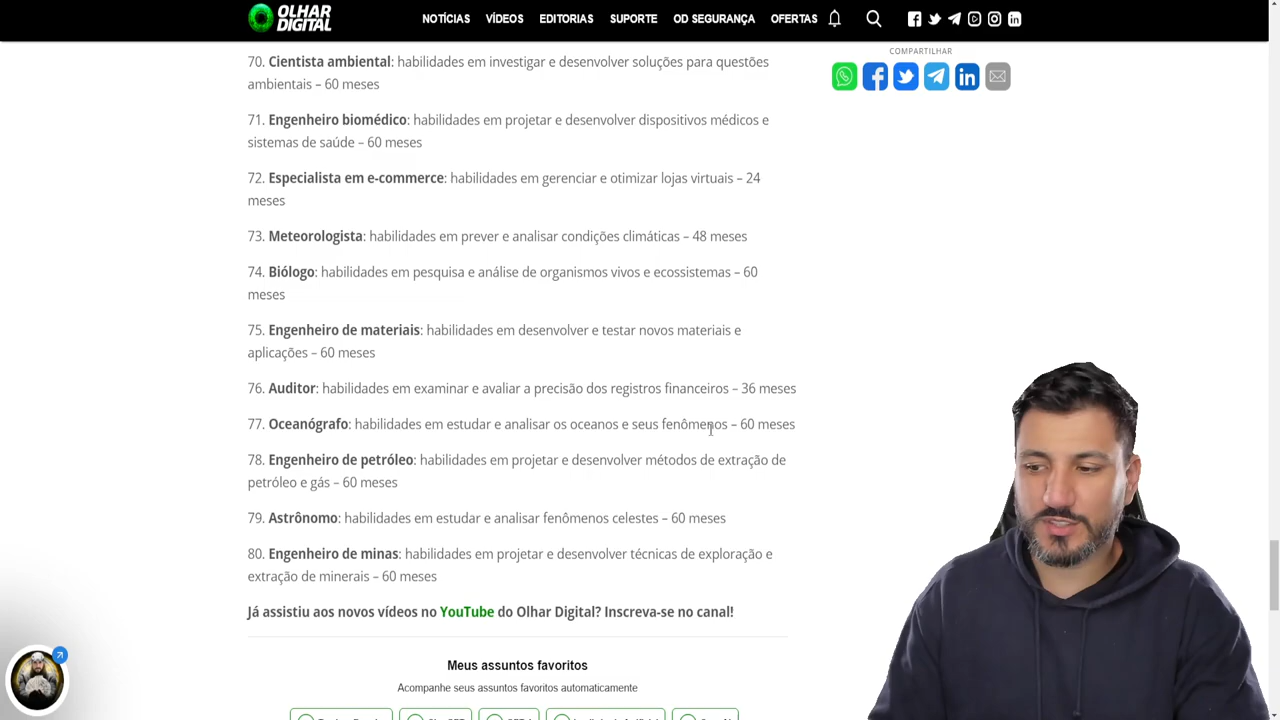 OLHAR
DIGITAL
NOTÍCIAS VÍDEOS EDITORIAS SUPORTE OD SEGURANÇA OFERTAS
COMPARTILHAR
70. Cientista ambiental: habilidades em investigar e desenvolver soluções para questões
ambientais – 60 meses
71. Engenheiro biomédico: habilidades em projetar e desenvolver dispositivos médicos e
sistemas de saúde – 60 meses
72. Especialista em e-commerce: habilidades em gerenciar e otimizar lojas virtuais – 24
meses
73. Meteorologista: habilidades em prever e analisar condições climáticas – 48 meses
74. Biólogo: habilidades em pesquisa e análise de organismos vivos e ecossistemas – 60
meses
75. Engenheiro de materiais: habilidades em desenvolver e testar novos materiais e
aplicações – 60 meses
76. Auditor: habilidades em examinar e avaliar a precisão dos registros financeiros – 36 meses
77. Oceanógrafo: habilidades em estudar e analisar os oceanos e seus fenômenos – 60 meses
78. Engenheiro de petróleo: habilidades em projetar e desenvolver métodos de extração de
petróleo e gás – 60 meses
79. Astrônomo: habilidades em estudar e analisar fenômenos celestes – 60 meses
80. Engenheiro de minas: habilidades em projetar e desenvolver técnicas de exploração e
extração de minerais – 60 meses
Já assistiu aos novos vídeos no YouTube do Olhar Digital? Inscreva-se no canal!
Meus assuntos favoritos
Acompanhe seus assuntos favoritos automaticamente